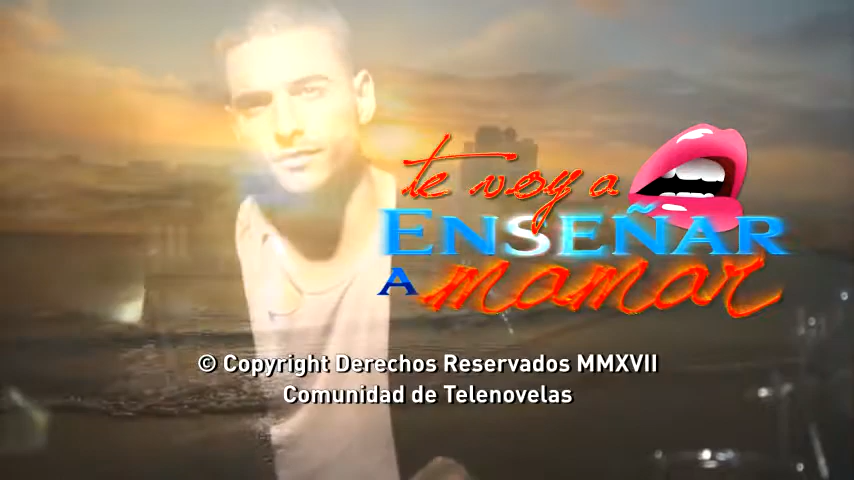 te voy a
ENSEÑAR
A mamar
© Copyright Derechos Reservados MMXVII
Comunidad de Telenovelas